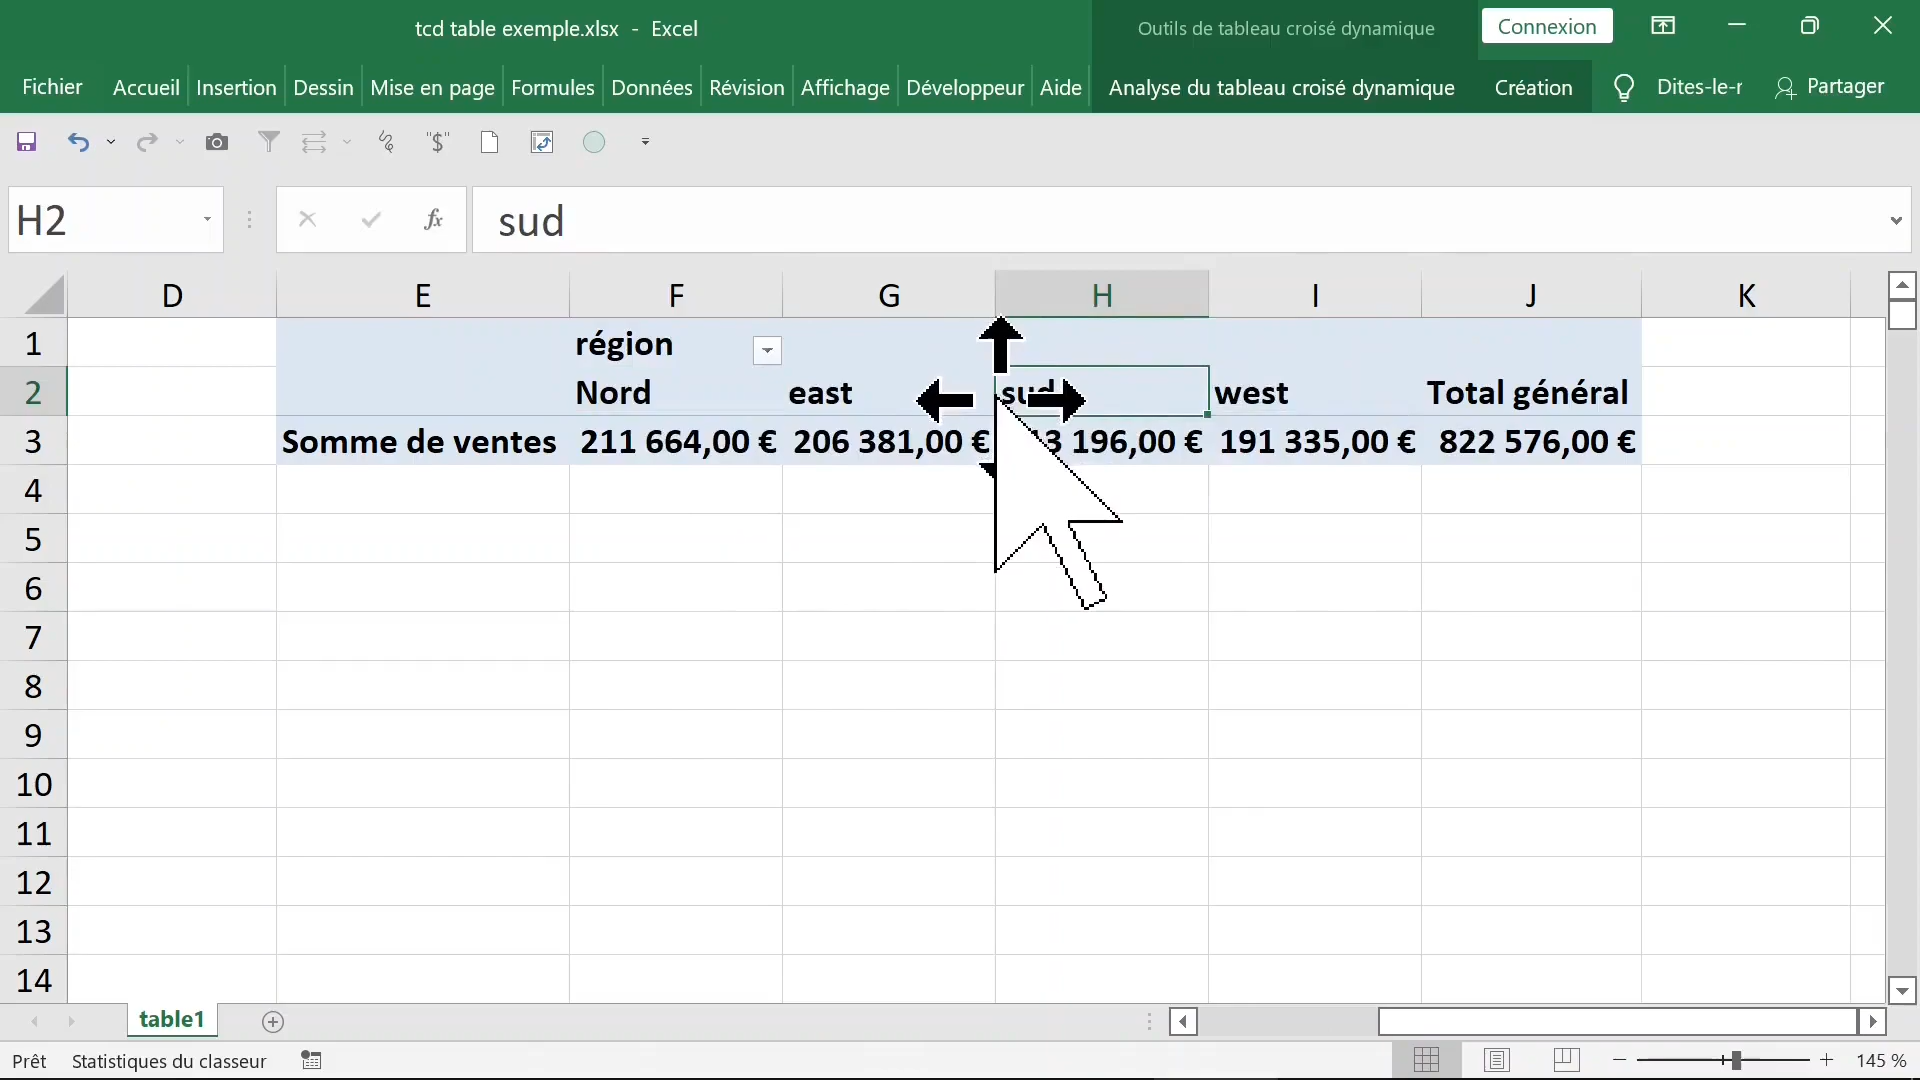 tcd table exemple.xlsx - Excel
Outils de tableau croisé dynamique
Connexion
Fichier Accueil Insertion Dessin Mise en page Formules Données Révision Affichage Développeur Aide Analyse du tableau croisé dynamique Création Dites-le-r Partager
"$"
H2 fx sud
D E F G H I J K
1 région
2 Nord east sud west Total général
3 Somme de ventes 211 664,00 € 206 381,00 € 13 196,00 € 191 335,00 € 822 576,00 €
4
5
6
7
8
9
10
11
12
13
14
table1
Prêt Statistiques du classeur 145 %